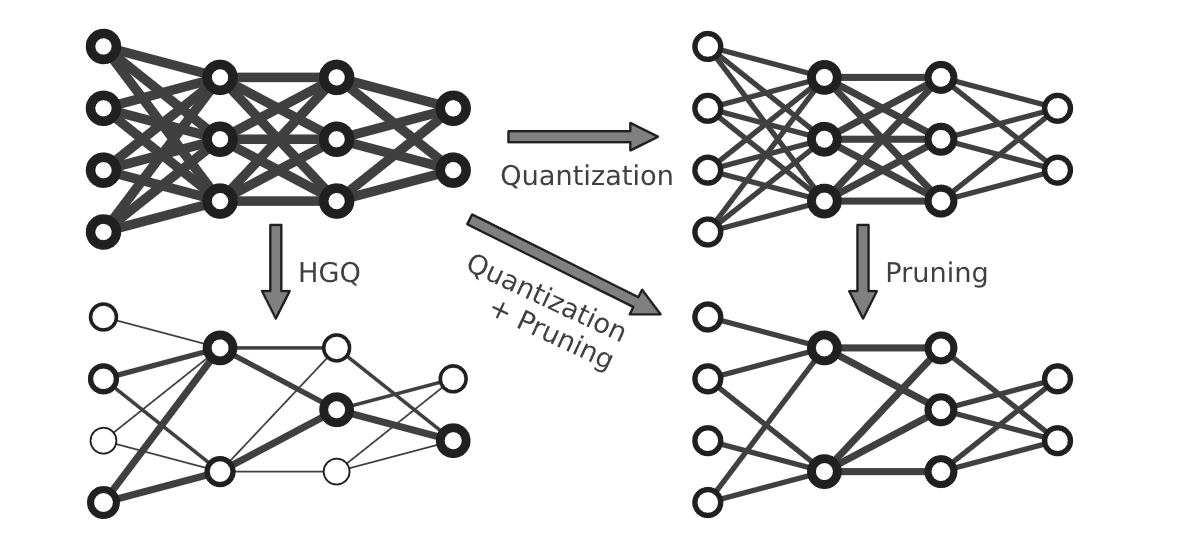 Quantization
HGQ
Quantization
+ Pruning
Pruning